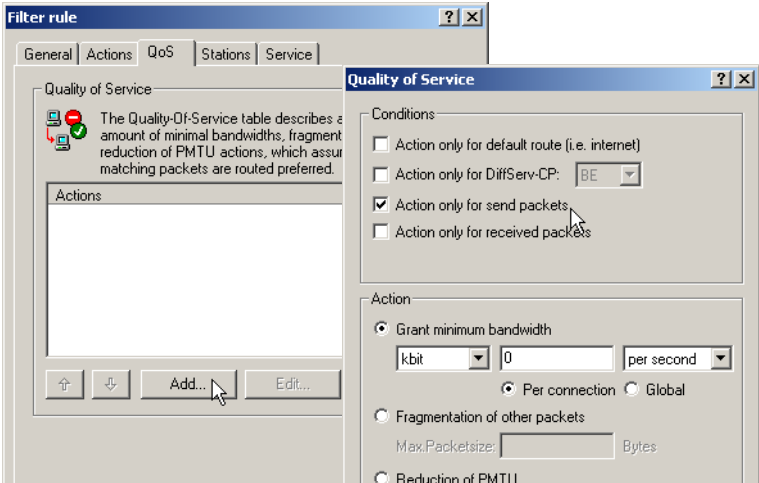 Filter rule
General Actions QoS Stations Service
Quality of Service
The Quality-Of-Service table describes a
amount of minimal bandwidths, fragment
reduction of PMTU actions, which assur
matching packets are routed preferred.
Actions
Add...
Edit...
Quality of Service
Conditions
Action only for default route (i.e. internet)
Action only for DiffServ-CP: BE
Action only for send packets
Action only for received packets
Action
Grant minimum bandwidth
kbit 0 per second
Per connection Global
Fragmentation of other packets
Max.Packetsize: Bytes
Reduction of PMTU